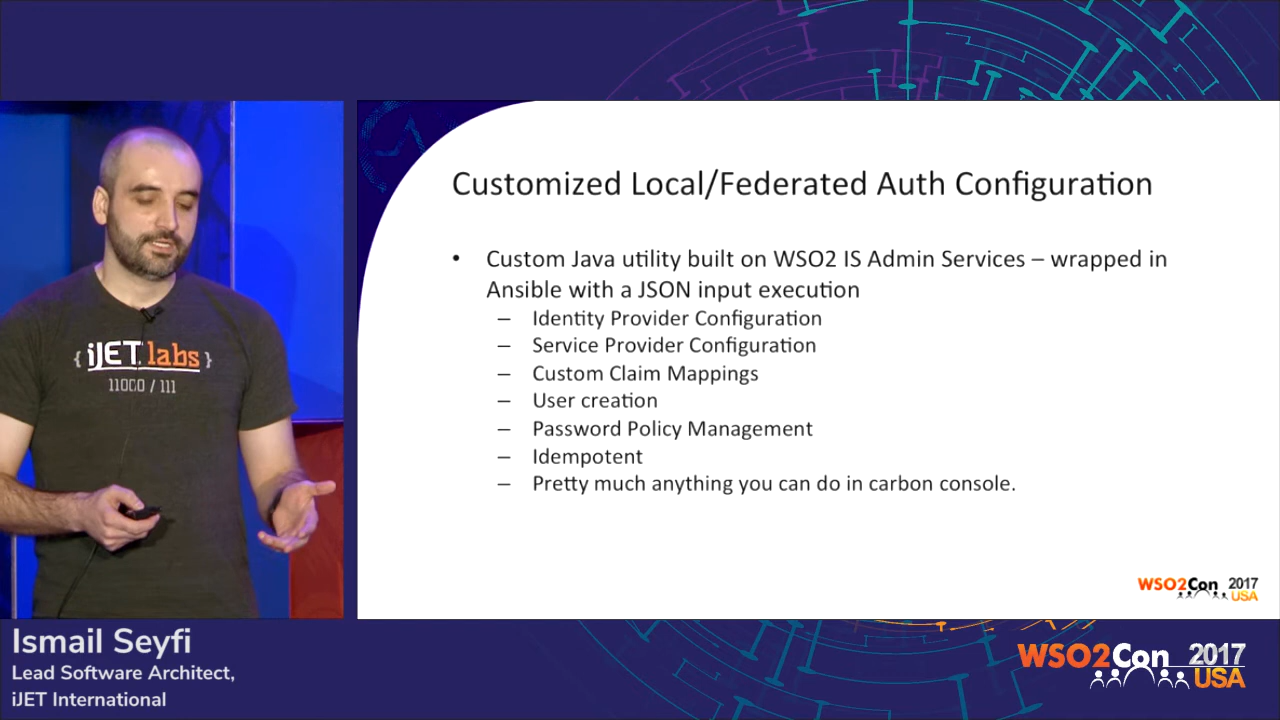 Customized Local/Federated Auth Configuration
• Custom Java utility built on WSO2 IS Admin Services – wrapped in
Ansible with a JSON input execution
– Identity Provider Configuration
– Service Provider Configuration
– Custom Claim Mappings
– User creation
– Password Policy Management
– Idempotent
– Pretty much anything you can do in carbon console.
WSO2Con 2017
USA
{ iJET labs }
11000 / 111
Ismail Seyfi
Lead Software Architect,
iJET International
WSO2Con 2017
USA